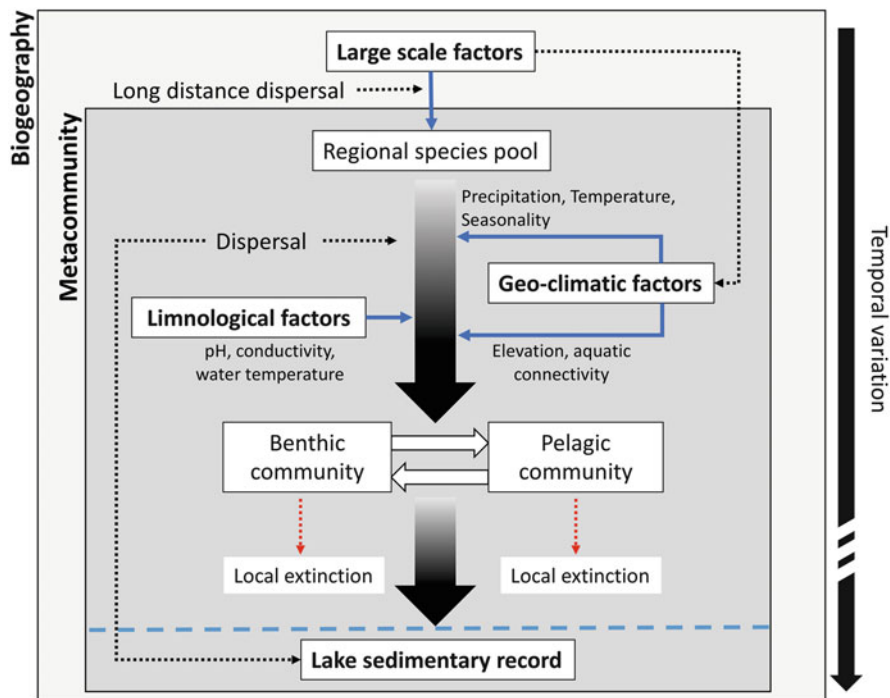 Biogeography
Large scale factors
Long distance dispersal
Metacommunity
Regional species pool
Precipitation, Temperature,
Seasonality
Dispersal
Geo-climatic factors
Limnological factors
pH, conductivity,
water temperature
Elevation, aquatic
connectivity
Temporal variation
Benthic
community
Pelagic
community
Local extinction
Local extinction
Lake sedimentary record